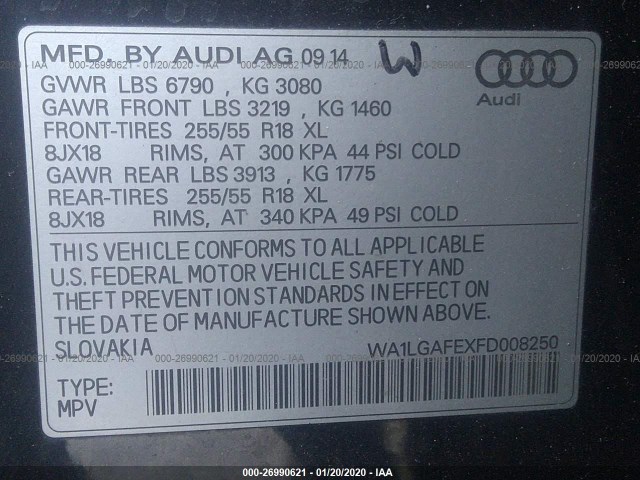 MFD. BY AUDI AG 09 14 W
Audi
GVWR LBS 6790 , KG 3080
GAWR FRONT LBS 3219 , KG 1460
FRONT-TIRES 255/55 R18 XL
8JX18 RIMS, AT 300 KPA 44 PSI COLD
GAWR REAR LBS 3913 , KG 1775
REAR-TIRES 255/55 R18 XL
8JX18 RIMS, AT 340 KPA 49 PSI COLD
THIS VEHICLE CONFORMS TO ALL APPLICABLE
U.S. FEDERAL MOTOR VEHICLE SAFETY AND
THEFT PREVENTION STANDARDS IN EFFECT ON
THE DATE OF MANUFACTURE SHOWN ABOVE.
SLOVAKIA WA1LGAFEXFD008250
TYPE:
MPV
000-26990621 - 01/20/2020 - IAA